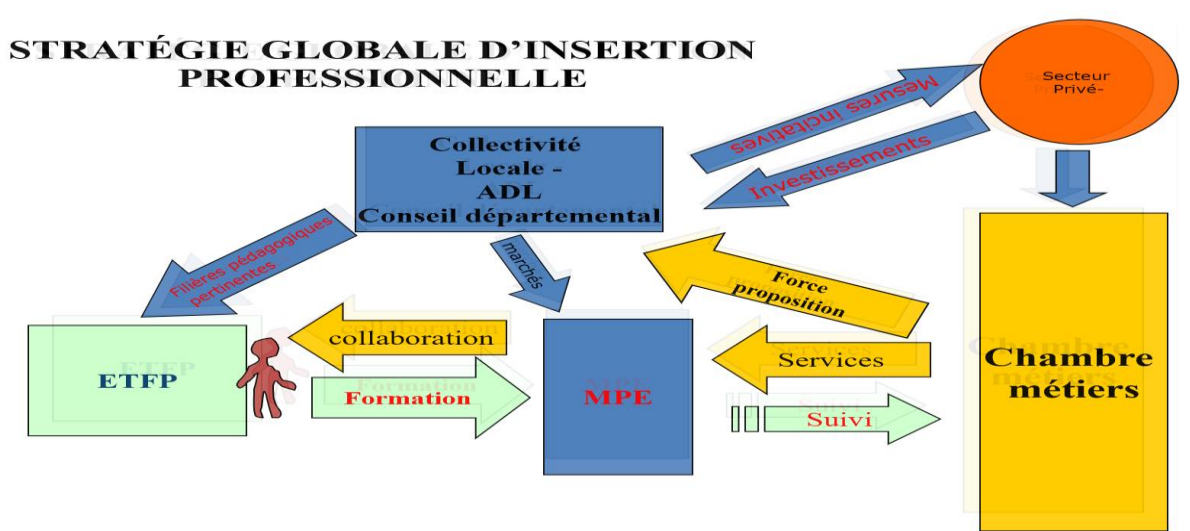 STRATÉGIE GLOBALE D’INSERTION
PROFESSIONNELLE
Secteur
Privé-
Mesures incitatives
Investissements
Collectivité
Locale -
ADL
Conseil départemental
Filières pédagogiques
pertinentes
marchés
Force
proposition
collaboration
Services
Chambre
métiers
ETFP
Formation
MPE
Suivi